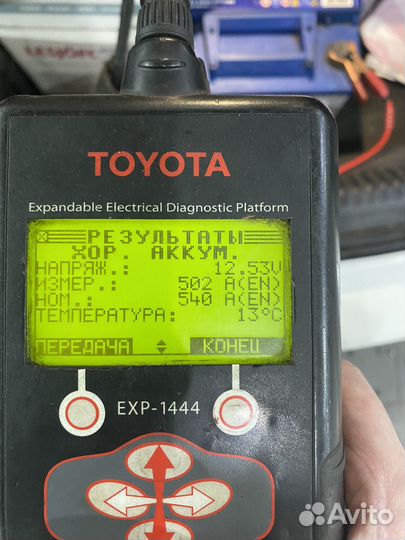 TOYOTA
Expandable Electrical Diagnostic Platform
РЕЗУЛЬТАТЫ
ХОР. АККУМ.
НАПРЯЖ.: 12.53V
ИЗМЕР.: 502 A(EN)
НОМ.: 540 A(EN)
ТЕМПЕРАТУРА: 13°C
ПЕРЕДАЧА КОНЕЦ
EXP-1444
Avito